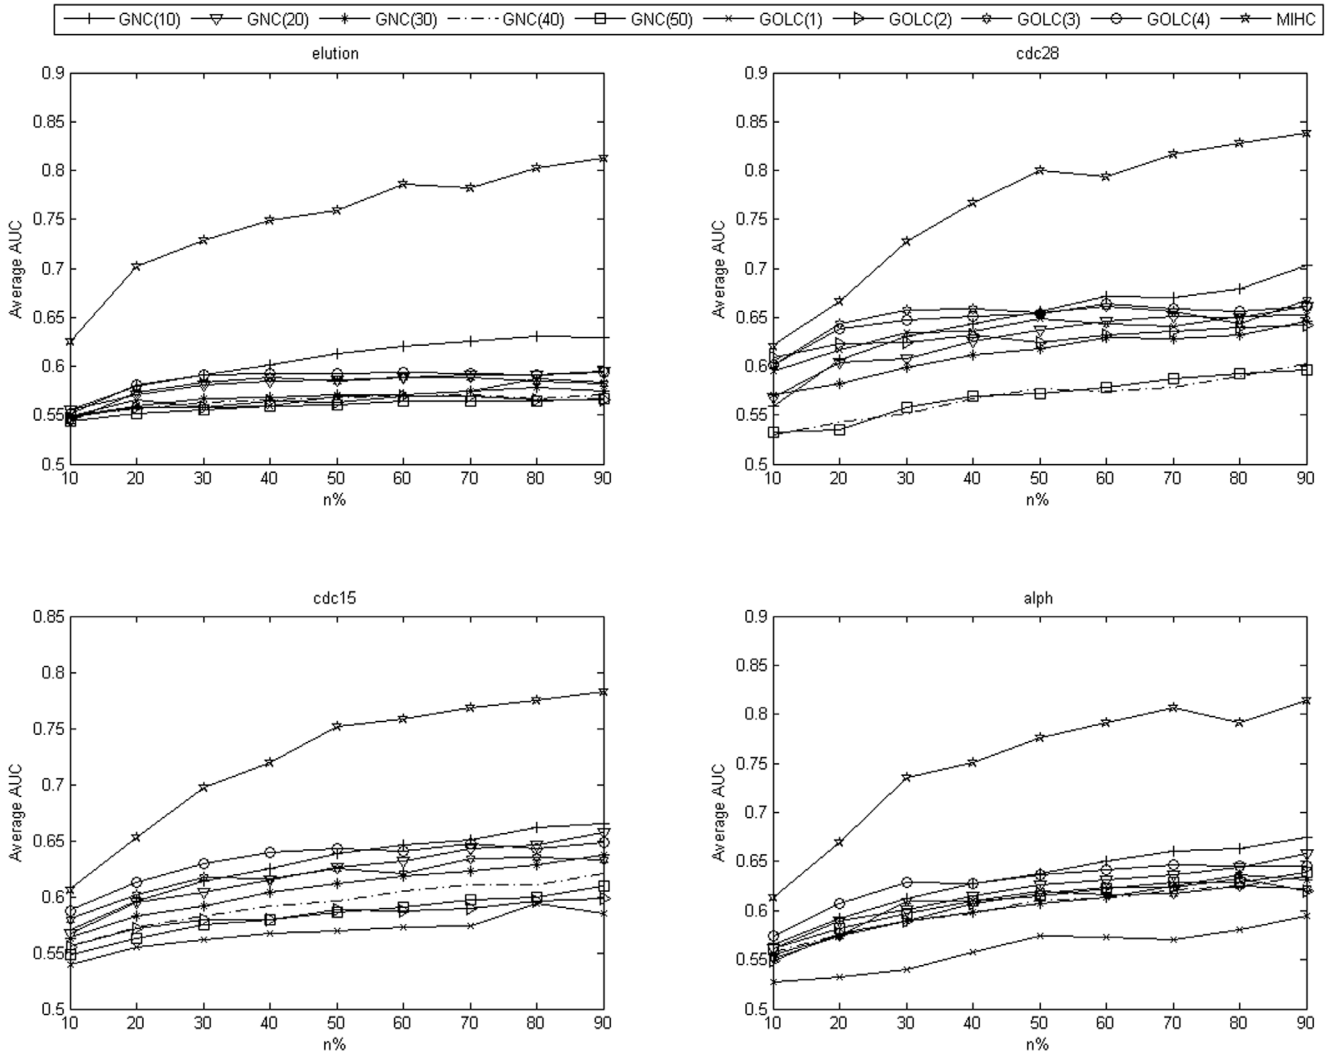 GNC(10) GNC(20) GNC(30) GNC(40) GNC(50) GOLC(1) GOLC(2) GOLC(3) GOLC(4) MIHC
elution
0.9
0.85
0.8
0.75
0.7
0.65
0.6
0.55
0.5
Average AUC
10 20 30 40 50 60 70 80 90
n%
cdc28
0.9
0.85
0.8
0.75
0.7
0.65
0.6
0.55
0.5
Average AUC
10 20 30 40 50 60 70 80 90
n%
cdc15
0.85
0.8
0.75
0.7
0.65
0.6
0.55
0.5
Average AUC
10 20 30 40 50 60 70 80 90
n%
alph
0.9
0.85
0.8
0.75
0.7
0.65
0.6
0.55
0.5
Average AUC
10 20 30 40 50 60 70 80 90
n%